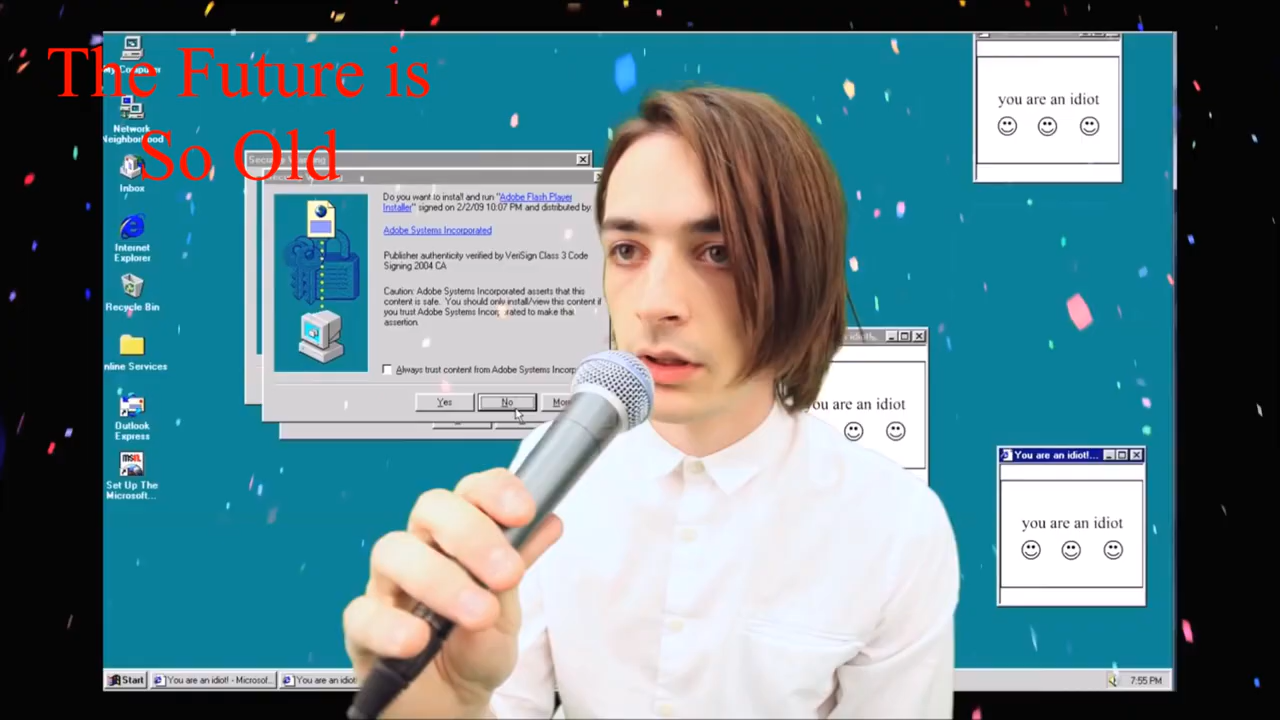 The Future is
So Old
My Computer
Network
Neighborhood
Inbox
Internet
Explorer
Recycle Bin
nline Services
Outlook
Express
Set Up The
Microsoft...
Do you want to install and run "Adobe Flash Player
Installer" signed on 2/2/09 10:07 PM and distributed by:
Adobe Systems Incorporated
Publisher authenticity verified by VeriSign Class 3 Code
Signing 2004 CA
Caution: Adobe Systems Incorporated asserts that this
content is safe. You should only install/view this content if
you trust Adobe Systems Incorporated to make that
assertion.
Always trust content from Adobe Systems Incorp
Yes
No
Mor
you are an idiot
you are an idiot
You are an idiot!...
you are an idiot
Start
You are an idiot! - Microsof...
You are an idiot
7:55 PM